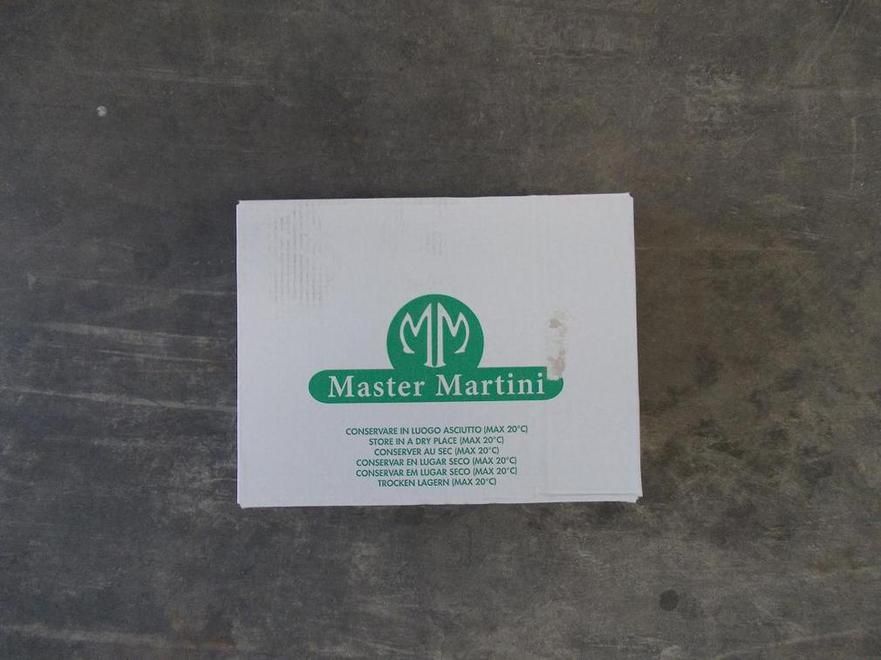 MM
Master Martini
CONSERVARE IN LUOGO ASCIUTTO (MAX 20°C)
STORE IN A DRY PLACE (MAX 20°C)
CONSERVER AU SEC (MAX 20°C)
CONSERVAR EN LUGAR SECO (MAX 20°C)
CONSERVAR EM LUGAR SECO (MAX 20°C)
TROCKEN LAGERN (MAX 20°C)